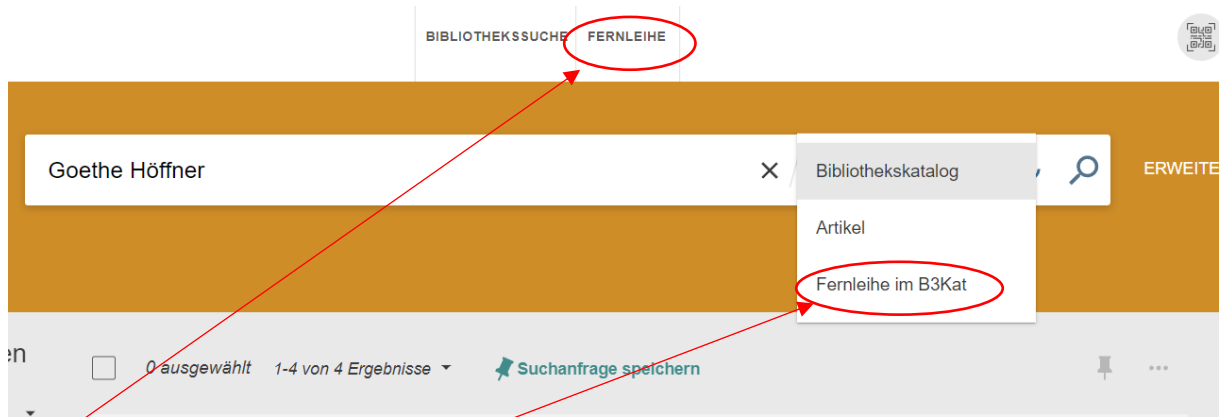 BIBLIOTHEKSSUCHE FERNLEIHE
Goethe Höffner
Bibliothekskatalog
ERWEITE
Artikel
Fernleihe im B3Kat
en
0 ausgewählt 1-4 von 4 Ergebnisse
Suchanfrage speichern